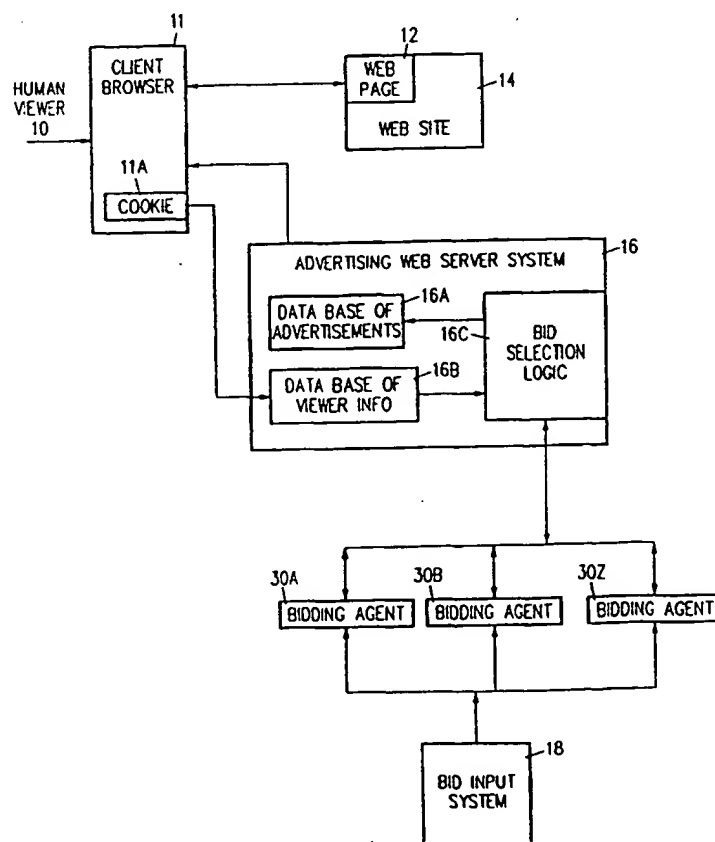 11
CLIENT
BROWSER
12
WEB
PAGE
14
WEB SITE
HUMAN
VIEWER
10
11A
COOKIE
16
ADVERTISING WEB SERVER SYSTEM
16A
DATA BASE OF
ADVERTISEMENTS
16C
BID
SELECTION
LOGIC
16B
DATA BASE OF
VIEWER INFO
30A
BIDDING AGENT
30B
BIDDING AGENT
30Z
BIDDING AGENT
18
BID INPUT
SYSTEM